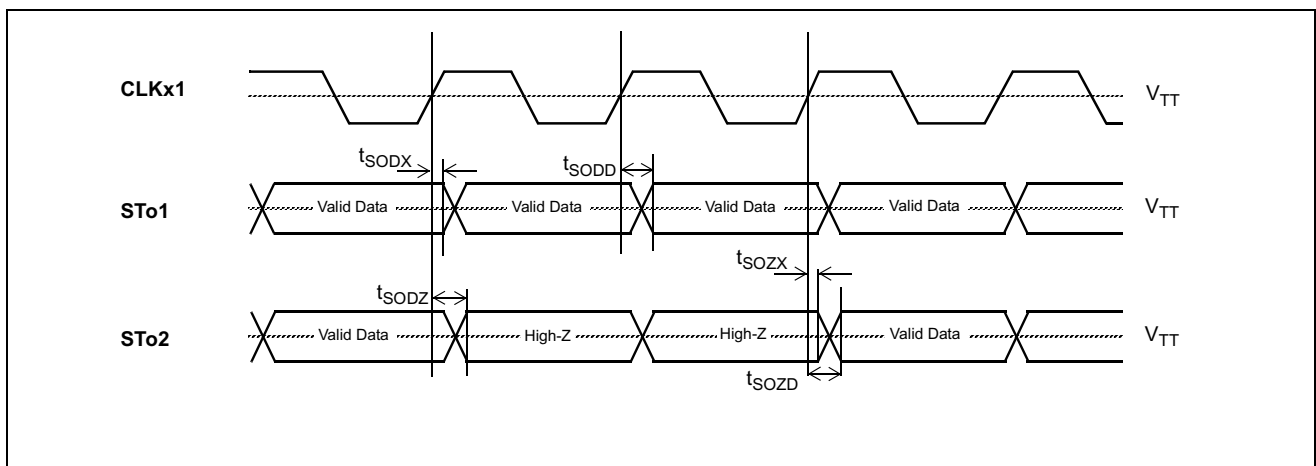 CLKx1
V_TT
t_SODX
t_SODD
STo1
Valid Data
Valid Data
Valid Data
Valid Data
V_TT
t_SOZX
t_SODZ
STo2
Valid Data
High-Z
High-Z
Valid Data
V_TT
t_SOZD